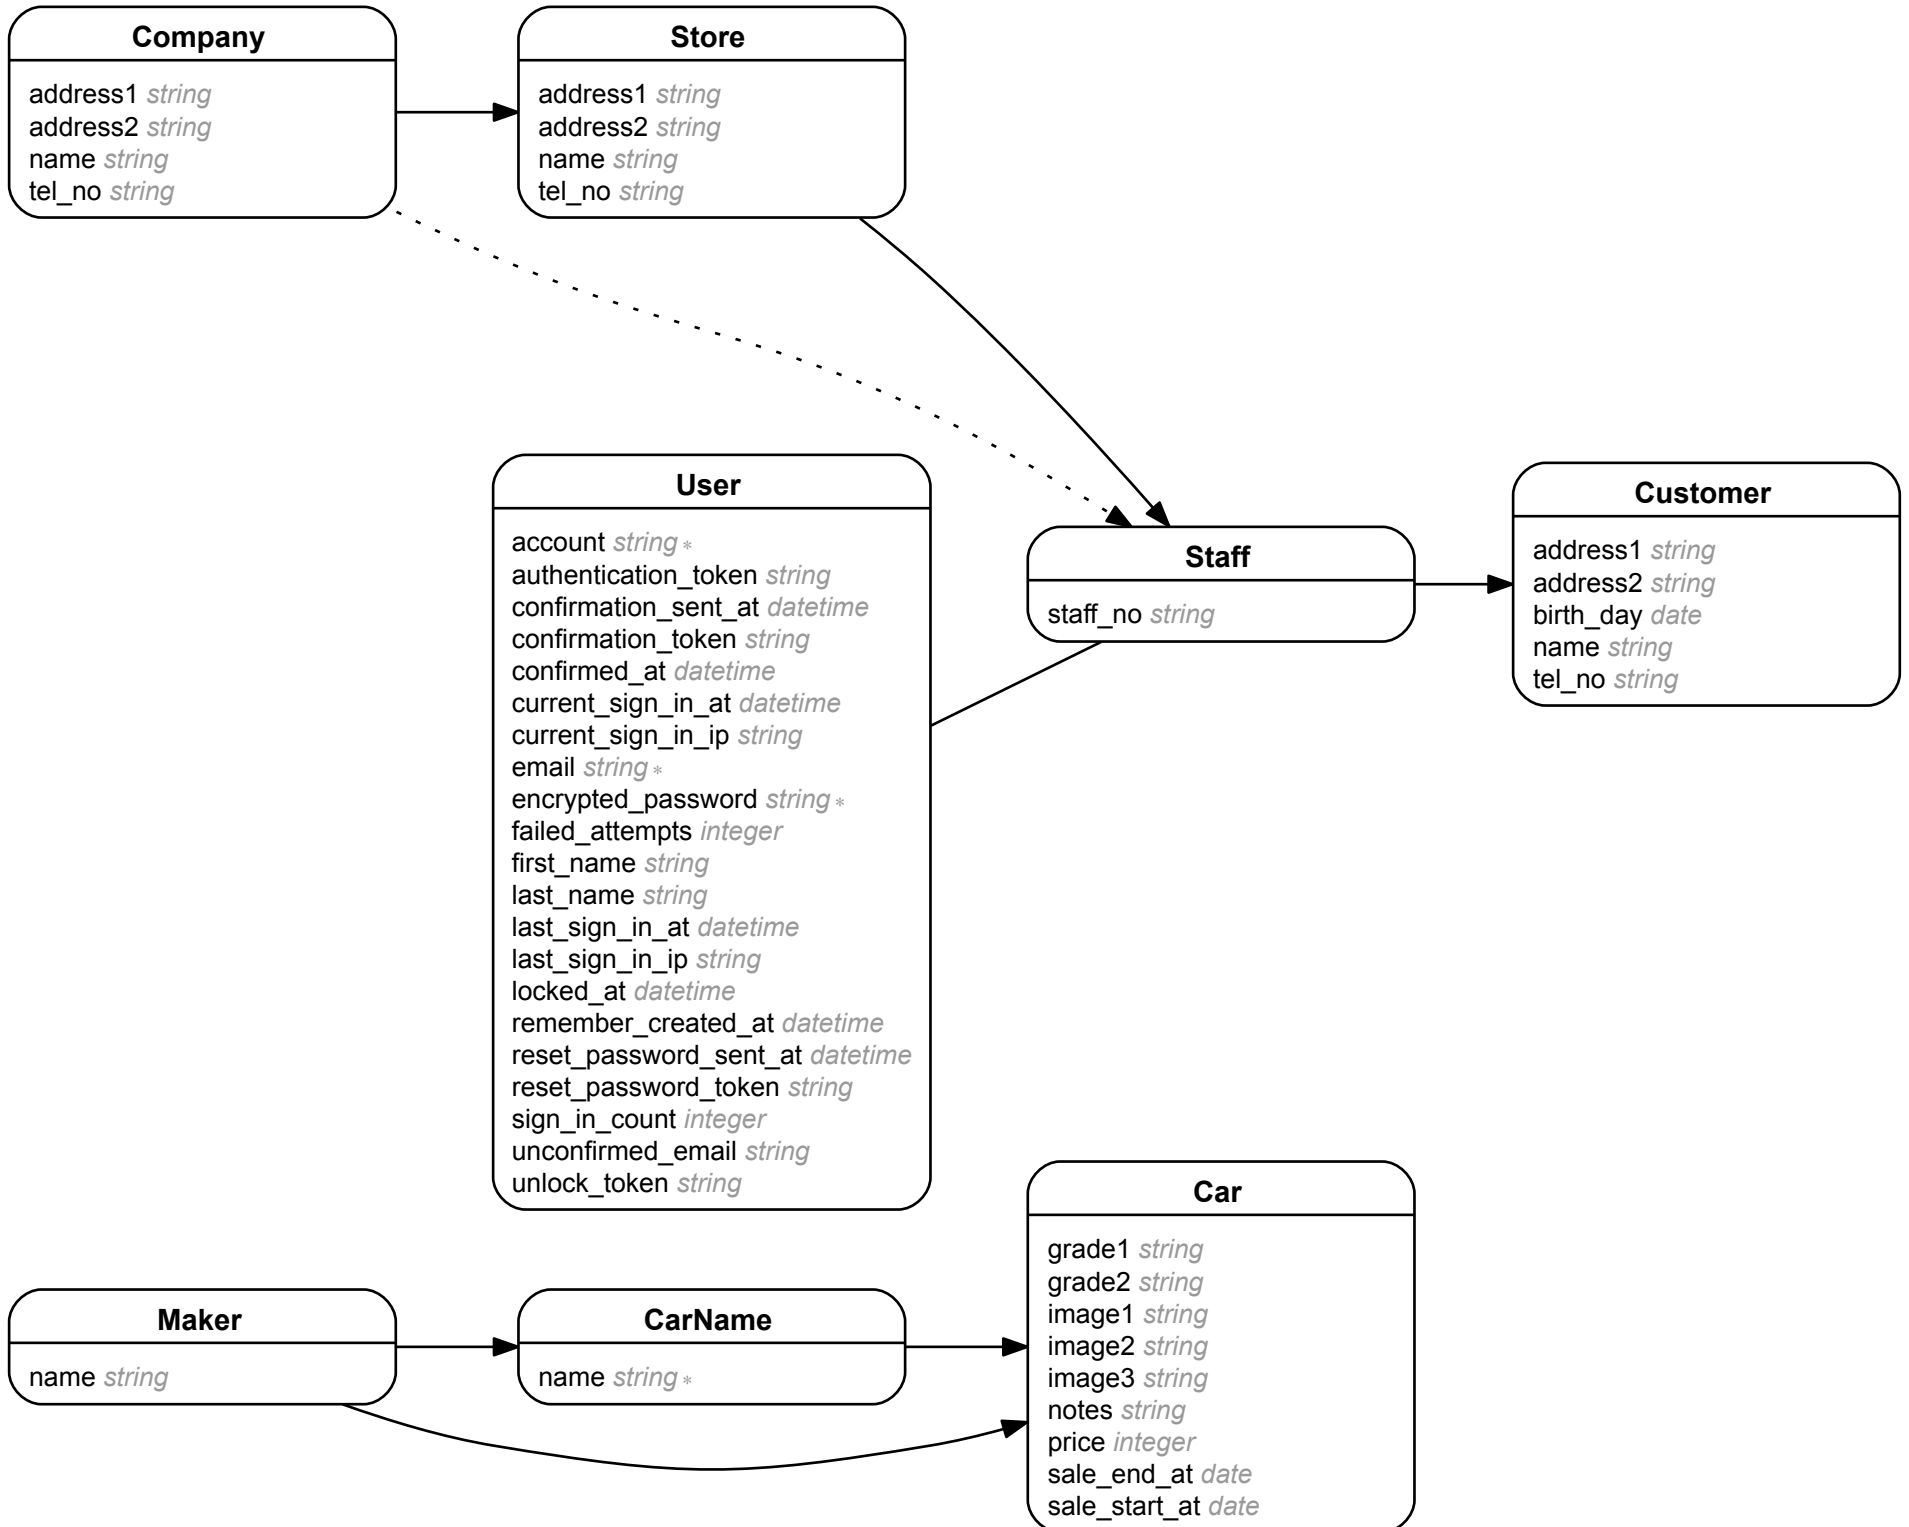 Company
address1 string
address2 string
name string
tel_no string
Store
address1 string
address2 string
name string
tel_no string
User
account string *
authentication_token string
confirmation_sent_at datetime
confirmation_token string
confirmed_at datetime
current_sign_in_at datetime
current_sign_in_ip string
email string *
encrypted_password string *
failed_attempts integer
first_name string
last_name string
last_sign_in_at datetime
last_sign_in_ip string
locked_at datetime
remember_created_at datetime
reset_password_sent_at datetime
reset_password_token string
sign_in_count integer
unconfirmed_email string
unlock_token string
Staff
staff_no string
Customer
address1 string
address2 string
birth_day date
name string
tel_no string
Maker
name string
CarName
name string *
Car
grade1 string
grade2 string
image1 string
image2 string
image3 string
notes string
price integer
sale_end_at date
sale_start_at date